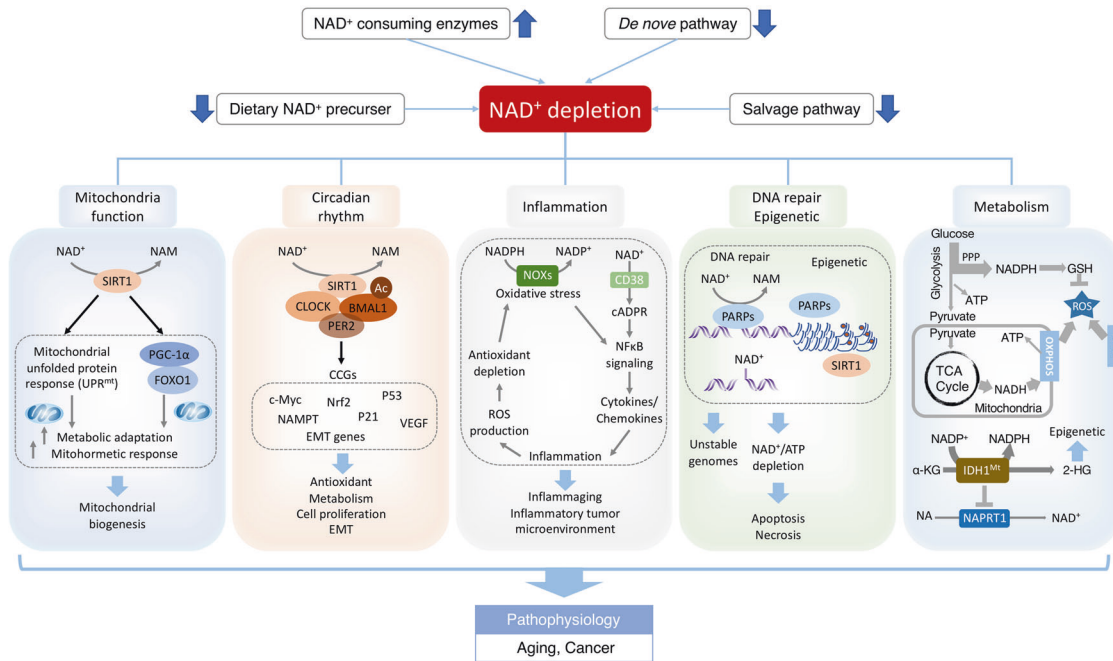 NAD⁺ consuming enzymes
De nove pathway
Dietary NAD⁺ precurser
NAD⁺ depletion
Salvage pathway
Mitochondria
function
NAD⁺
NAM
SIRT1
Mitochondrial
unfolded protein
response (UPRᵐᵗ)
PGC-1α
FOXO1
Metabolic adaptation
Mitohormetic response
Mitochondrial
biogenesis
Circadian
rhythm
NAD⁺
NAM
SIRT1
Ac
CLOCK
BMAL1
PER2
CCGs
c-Myc
Nrf2
P53
NAMPT
P21
VEGF
EMT genes
Antioxidant
Metabolism
Cell proliferation
EMT
Inflammation
NADPH
NADP⁺
NAD⁺
NOXs
CD38
Oxidative stress
cADPR
NFκB
signaling
Antioxidant
depletion
Cytokines/
Chemokines
ROS
production
Inflammation
Inflammaging
Inflammatory tumor
microenvironment
DNA repair
Epigenetic
DNA repair
Epigenetic
NAD⁺
NAM
PARPs
PARPs
NAD⁺
SIRT1
Unstable
genomes
NAD⁺/ATP
depletion
Apoptosis
Necrosis
Metabolism
Glucose
Glycolysis
PPP
NADPH
GSH
ATP
ROS
Pyruvate
Pyruvate
ATP
OXPHOS
TCA
Cycle
NADH
Mitochondria
NADP⁺
NADPH
Epigenetic
α-KG
IDH1ᴹᵗ
2-HG
NA
NAPRT1
NAD⁺
Pathophysiology
Aging, Cancer